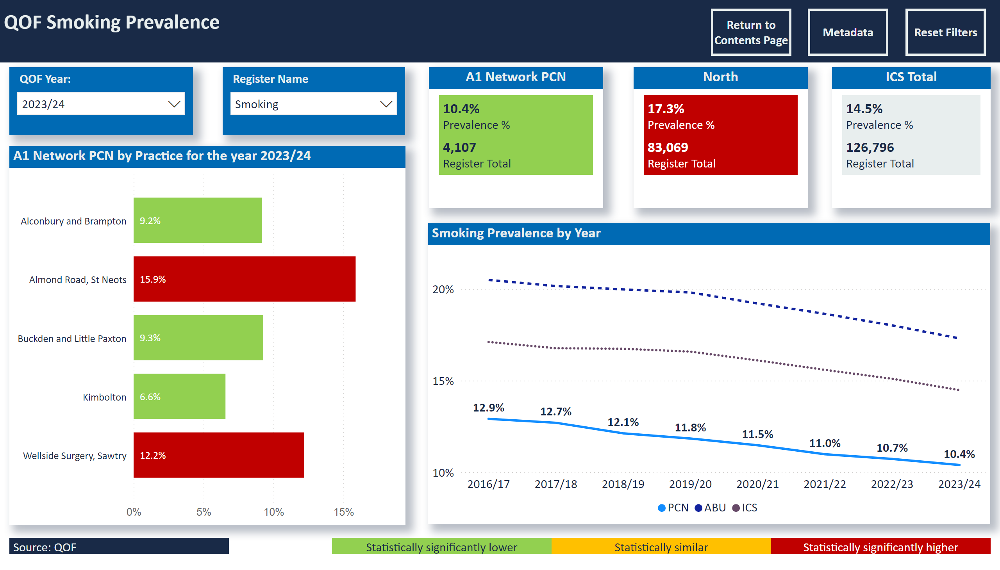 QOF Smoking Prevalence
Return to
Contents Page
Metadata
Reset Filters
QOF Year:
2023/24
Register Name
Smoking
A1 Network PCN
10.4%
Prevalence %
4,107
Register Total
North
17.3%
Prevalence %
83,069
Register Total
ICS Total
14.5%
Prevalence %
126,796
Register Total
A1 Network PCN by Practice for the year 2023/24
Alconbury and Brampton 9.2%
Almond Road, St Neots 15.9%
Buckden and Little Paxton 9.3%
Kimbolton 6.6%
Wellside Surgery, Sawtry 12.2%
0% 5% 10% 15%
Smoking Prevalence by Year
20%
15%
10%
12.9% 12.7% 12.1% 11.8% 11.5% 11.0% 10.7% 10.4%
2016/17 2017/18 2018/19 2019/20 2020/21 2021/22 2022/23 2023/24
PCN ABU ICS
Source: QOF
Statistically significantly lower
Statistically similar
Statistically significantly higher